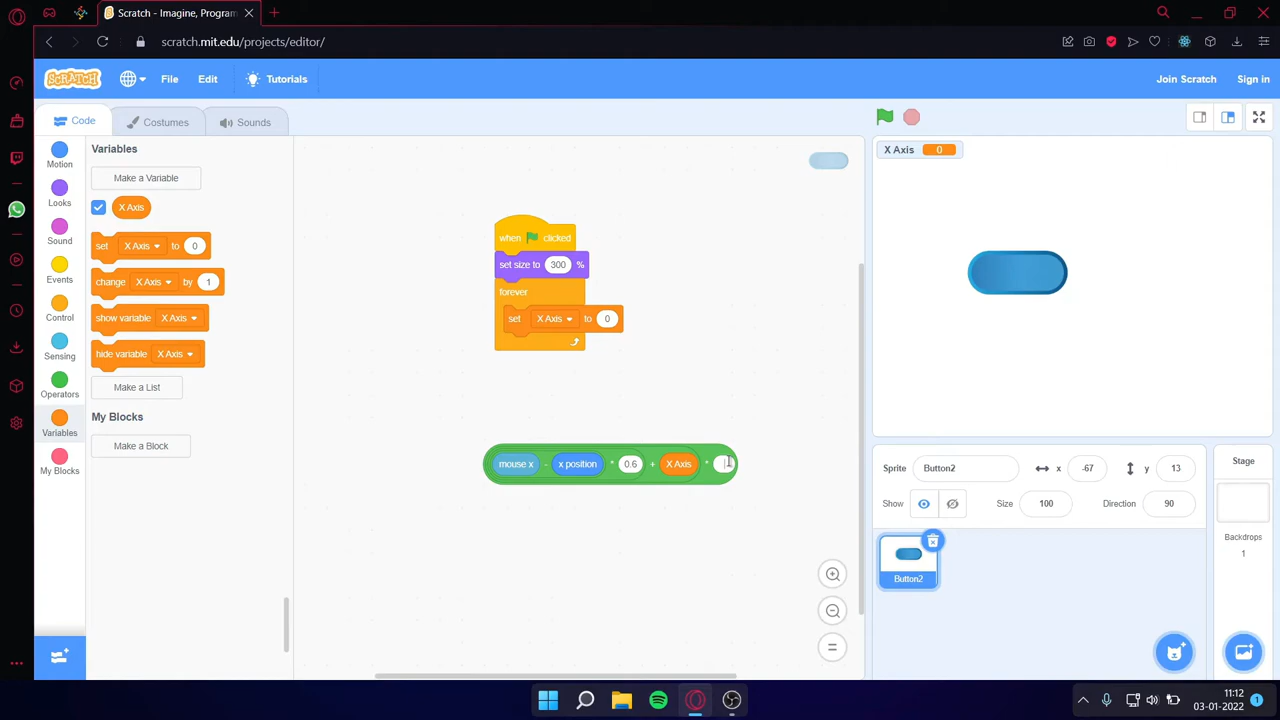 Scratch - Imagine, Program
scratch.mit.edu/projects/editor/
SCRATCH
File
Edit
Tutorials
Join Scratch
Sign in
Code
Costumes
Sounds
Motion
Looks
Sound
Events
Control
Sensing
Operators
Variables
My Blocks
Variables
Make a Variable
X Axis
set X Axis to 0
change X Axis by 1
show variable X Axis
hide variable X Axis
Make a List
My Blocks
Make a Block
when clicked
set size to 300 %
forever
set X Axis to 0
mouse x - x position * 0.6 + X Axis *
X Axis 0
Sprite Button2 x -67 y 13
Show Size 100 Direction 90
Button2
Stage
Backdrops
1
11:12
03-01-2022
1